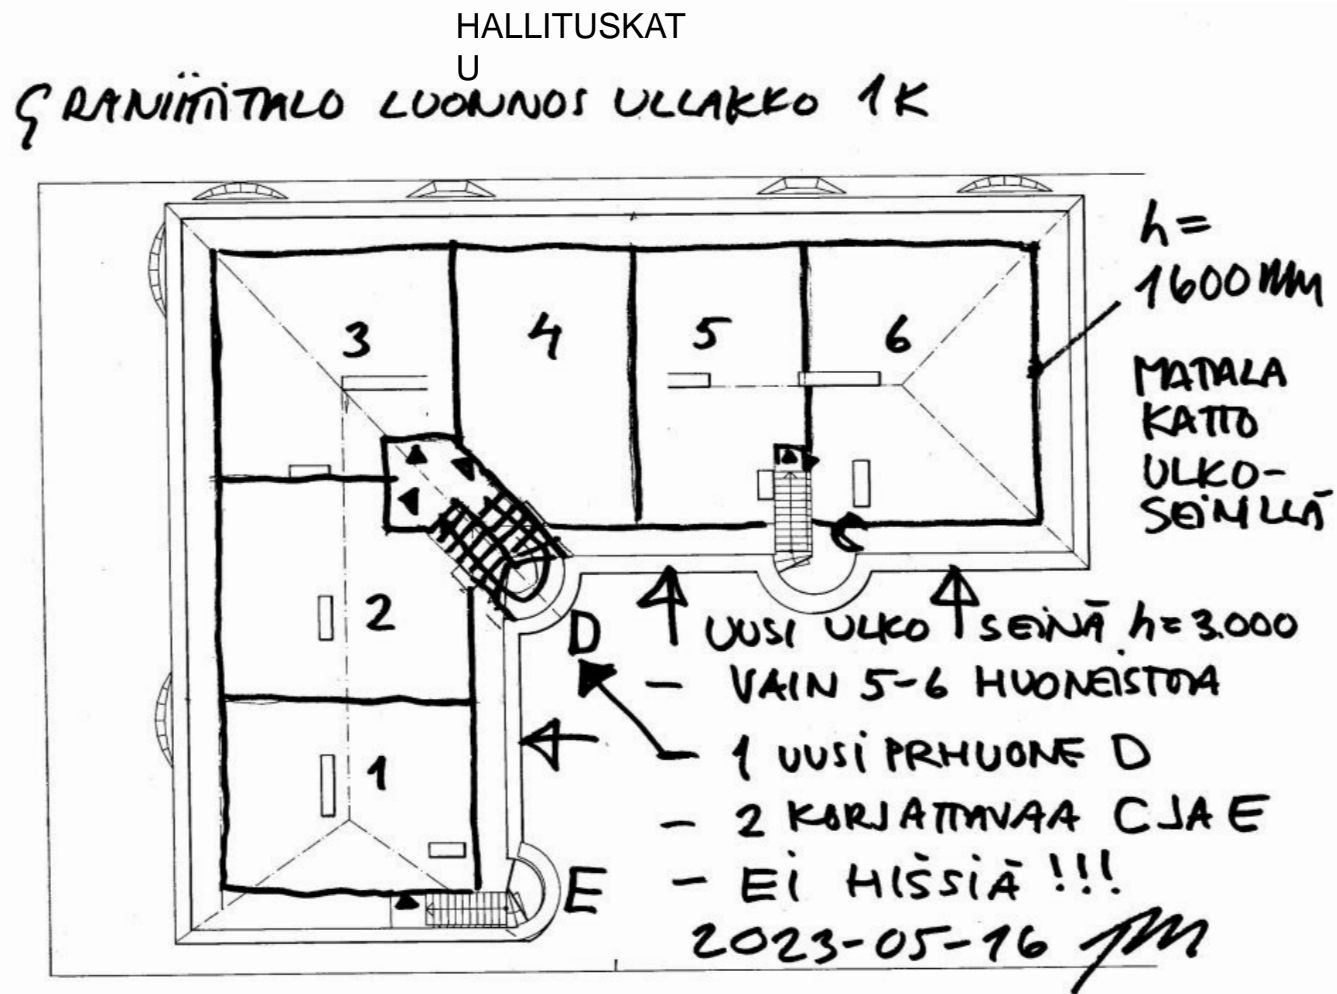 HALLITUSKAT
U
GRANIITTITALO LUONNOS ULLAKKO 1K
h=
1600 MM
3
4
5
6
MATALA
KATTO
ULKO-
SEINILLÄ
C
2
D
UUSI ULKO SEINÄ h=3.000
- VAIN 5-6 HUONEISTOA
1
- 1 UUSI PRHUONE D
- 2 KORJATTAVAA C JA E
E
- EI HISSIÄ !!!
2023-05-16